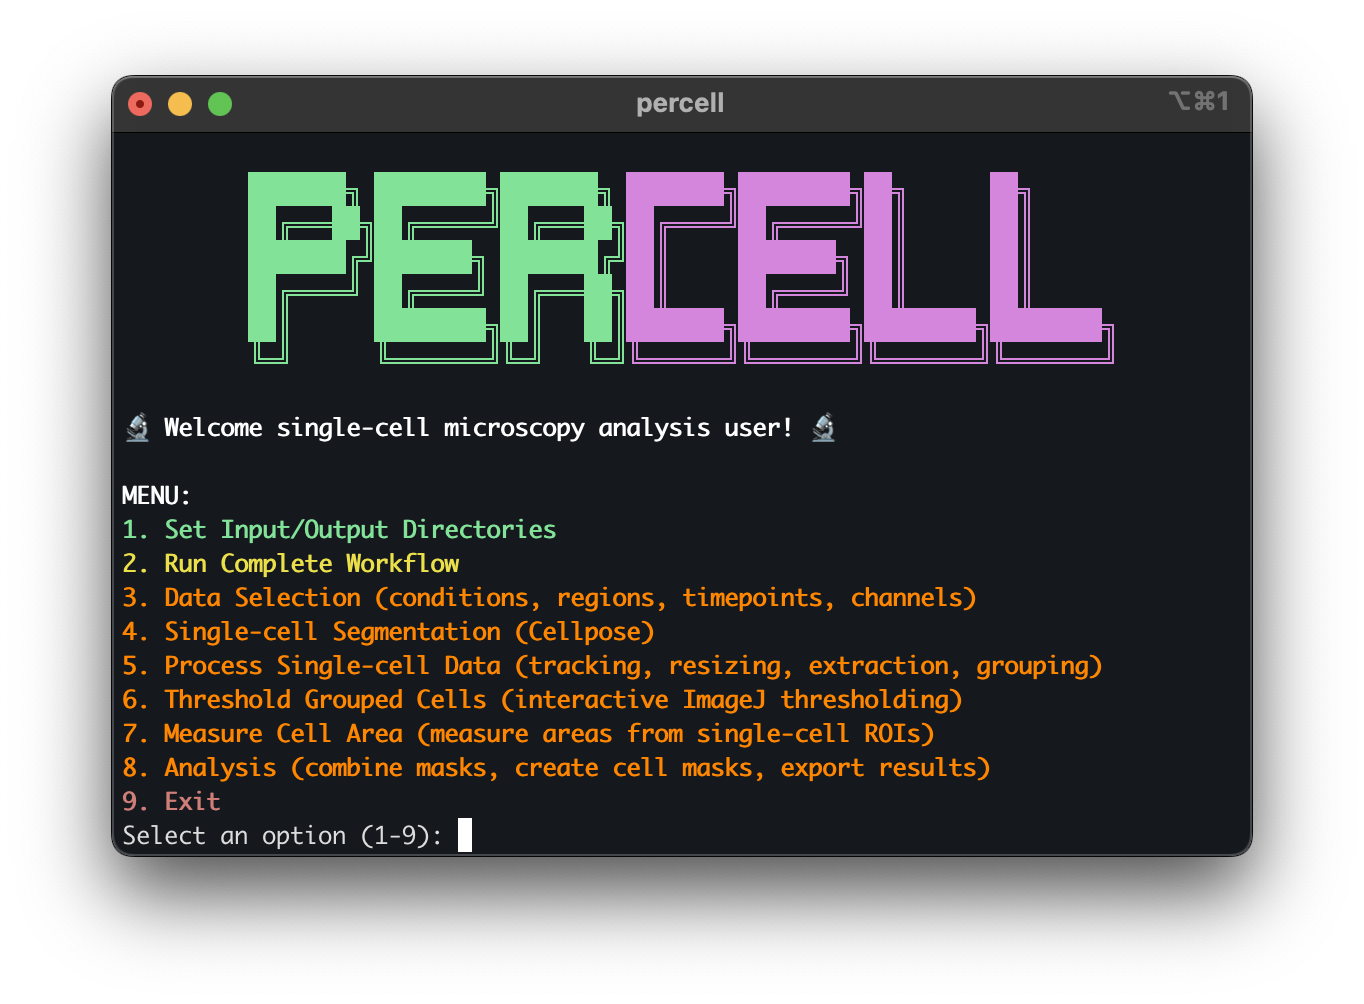 percell
⌥⌘1
PERCELL
🔬 Welcome single-cell microscopy analysis user! 🔬
MENU:
1. Set Input/Output Directories
2. Run Complete Workflow
3. Data Selection (conditions, regions, timepoints, channels)
4. Single-cell Segmentation (Cellpose)
5. Process Single-cell Data (tracking, resizing, extraction, grouping)
6. Threshold Grouped Cells (interactive ImageJ thresholding)
7. Measure Cell Area (measure areas from single-cell ROIs)
8. Analysis (combine masks, create cell masks, export results)
9. Exit
Select an option (1-9):